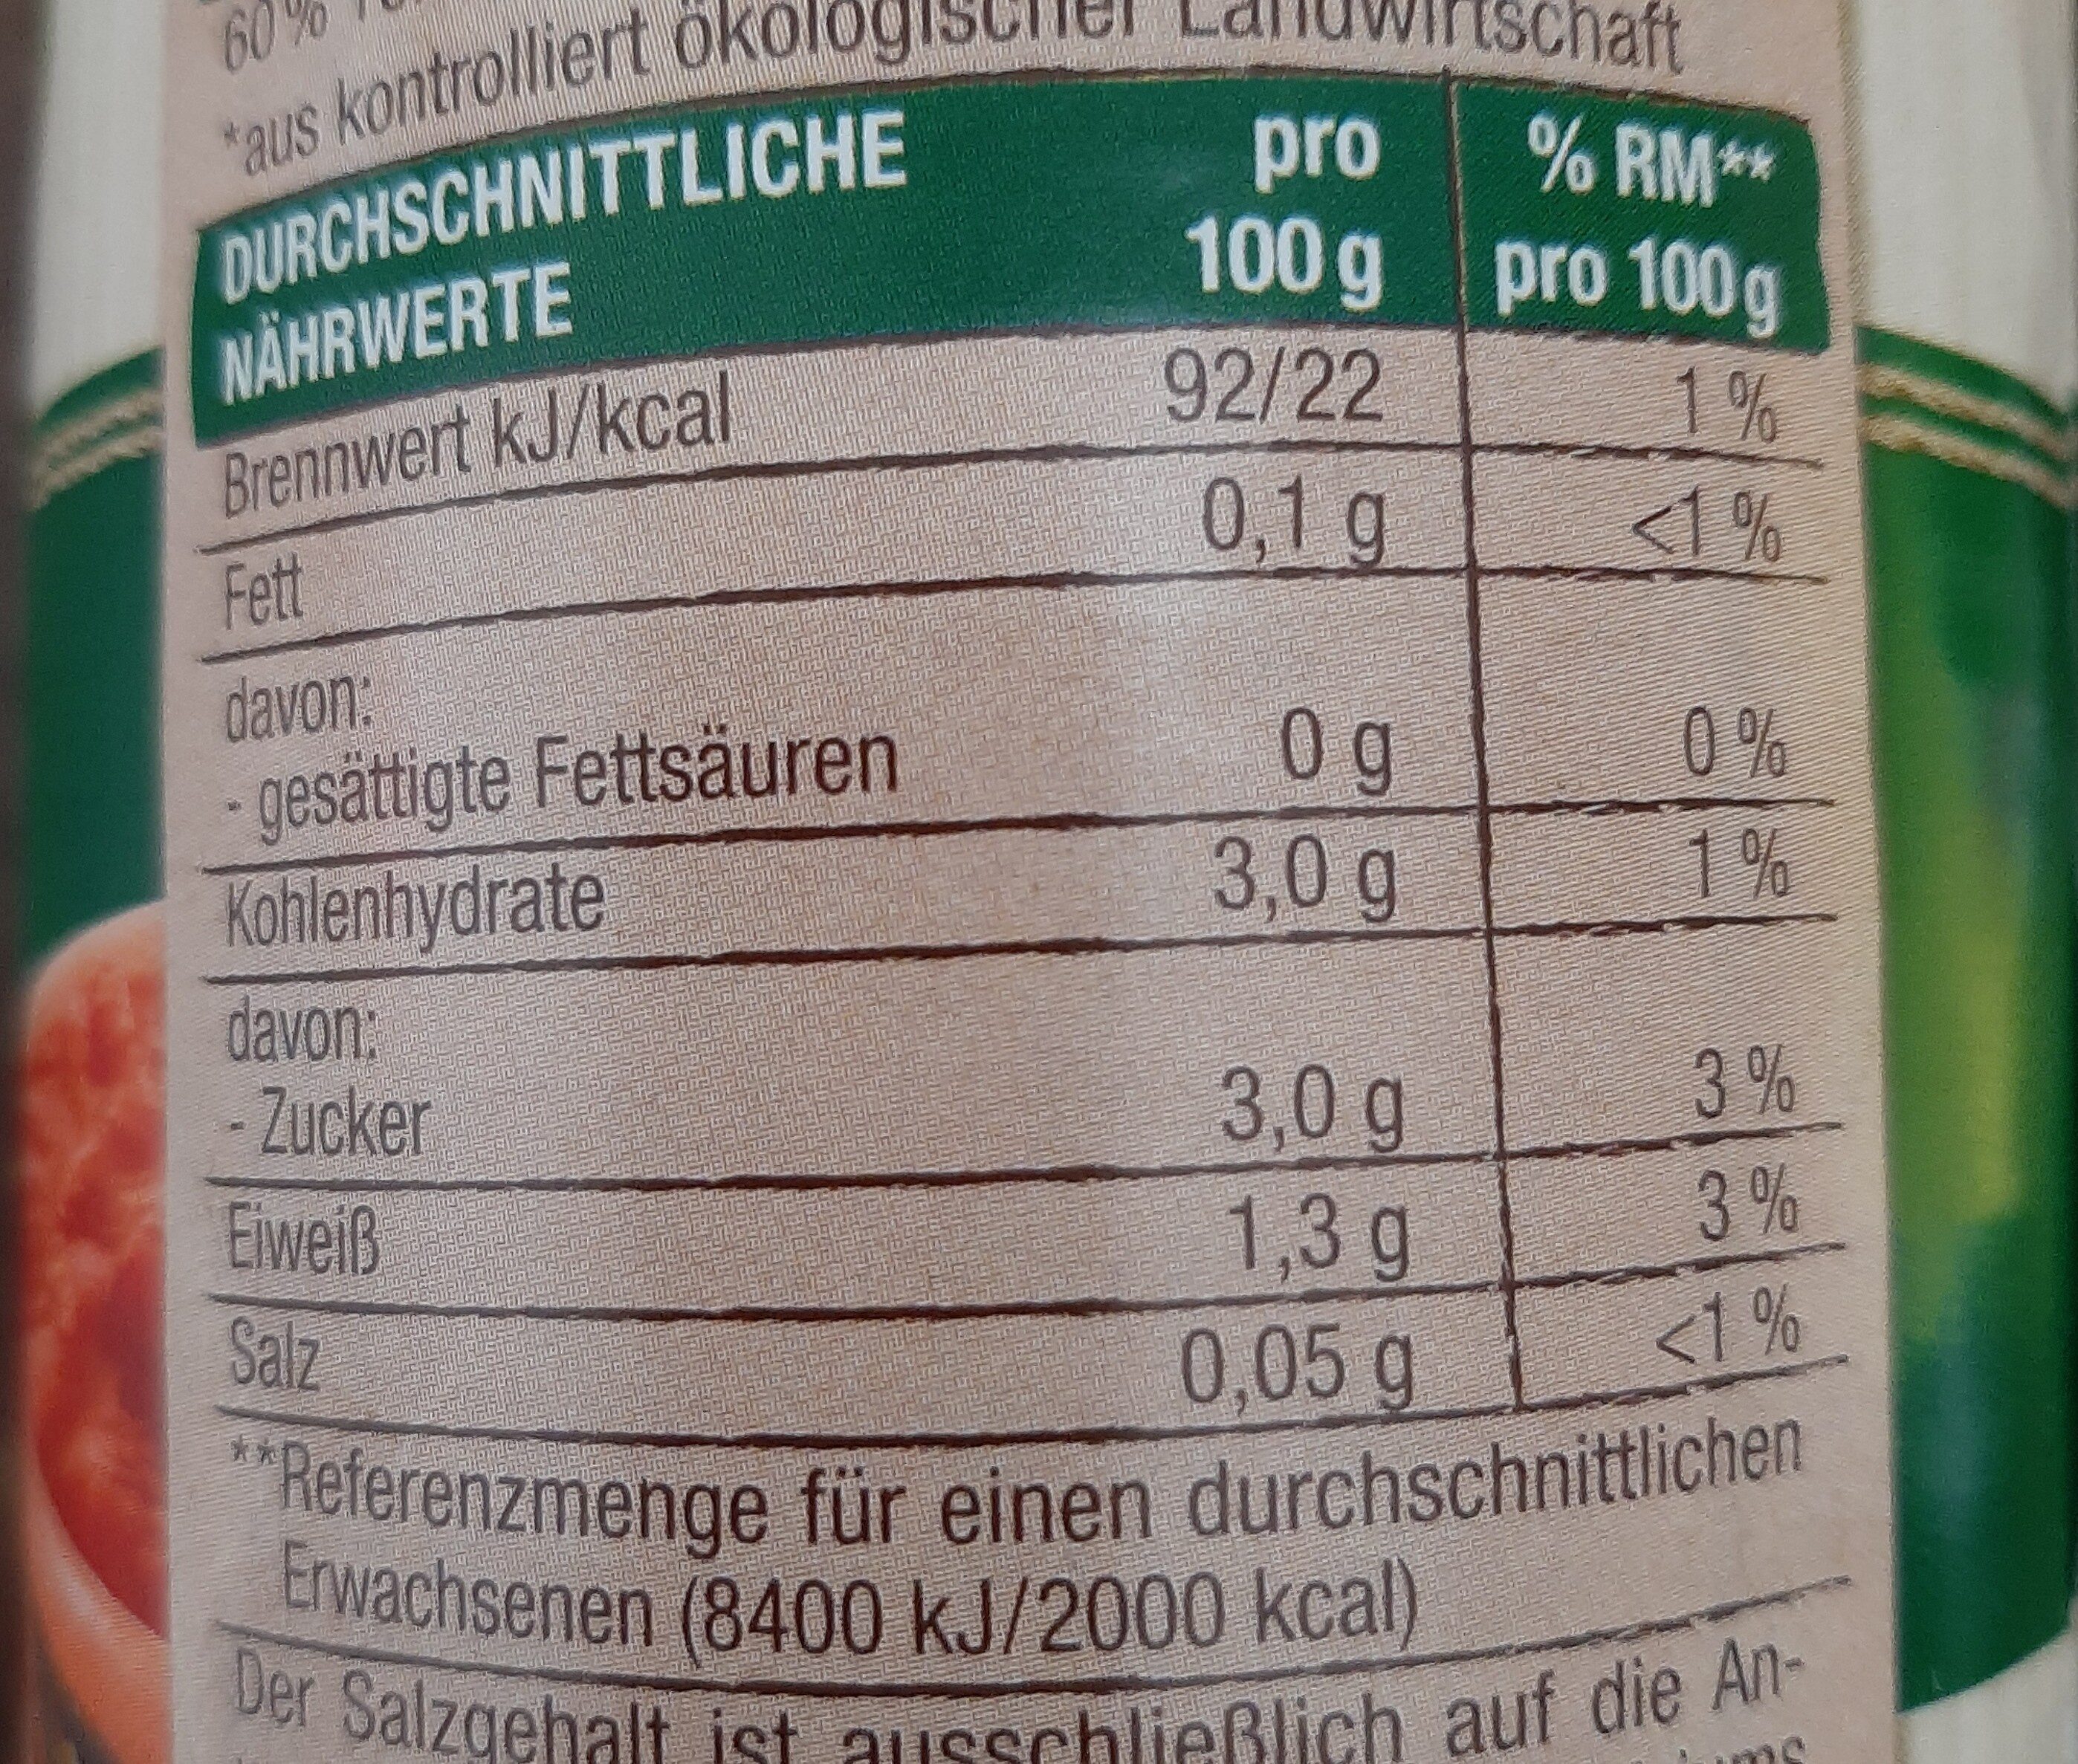 60%
*aus kontrolliert ökologischer Landwirtschaft
DURCHSCHNITTLICHE NÄHRWERTE pro 100 g % RM** pro 100g
Brennwert kJ/kcal 92/22 1 %
Fett 0,1 g <1 %
davon:
- gesättigte Fettsäuren 0 g 0 %
Kohlenhydrate 3,0 g 1 %
davon:
- Zucker 3,0 g 3 %
Eiweiß 1,3 g 3 %
Salz 0,05 g <1 %
**Referenzmenge für einen durchschnittlichen
Erwachsenen (8400 kJ/2000 kcal)
Der Salzgehalt ist ausschließlich auf die An-